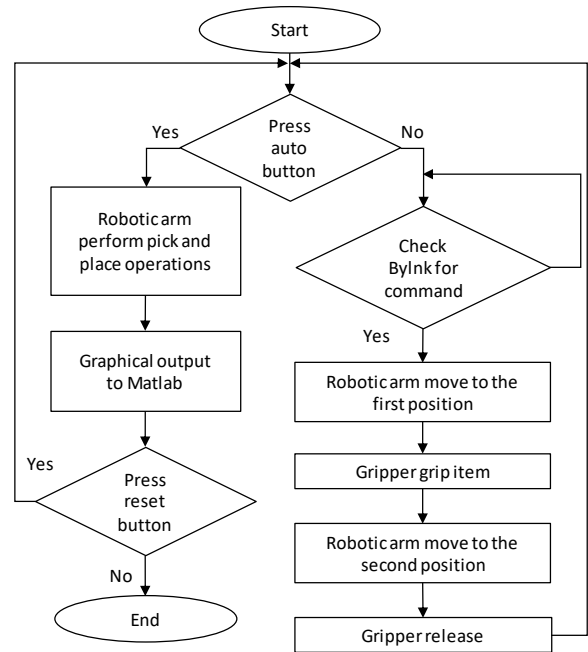 Start
Press
auto
button
Yes
No
Robotic arm
perform pick and
place operations
Graphical output
to Matlab
Yes
Press
reset
button
No
End
Check
Bylnk for
command
Yes
Robotic arm move to the
first position
Gripper grip item
Robotic arm move to the
second position
Gripper release